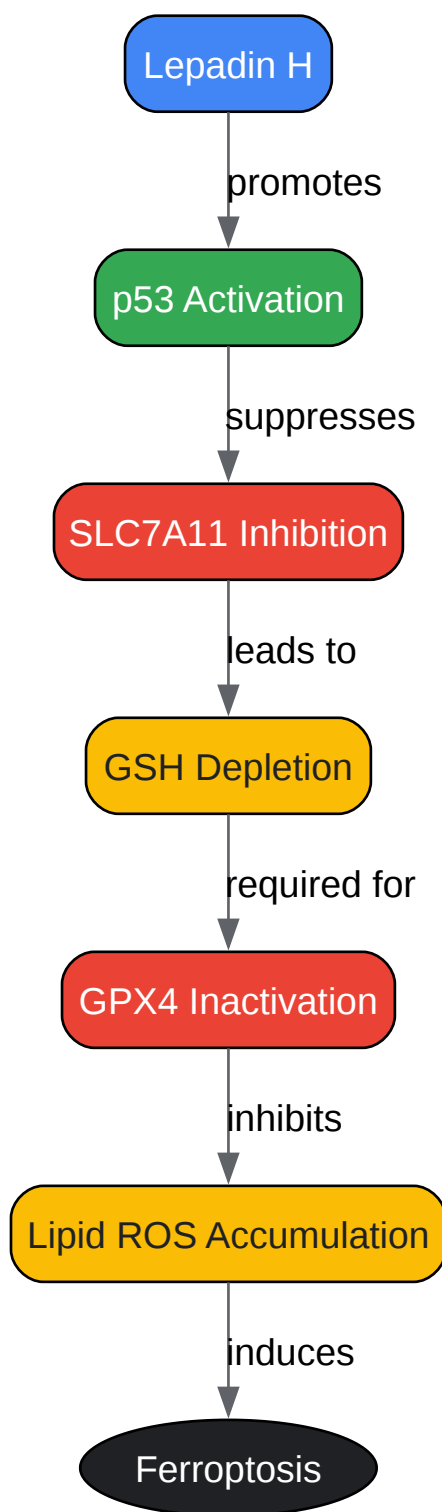 Lepadin H
promotes
p53 Activation
suppresses
SLC7A11 Inhibition
leads to
GSH Depletion
required for
GPX4 Inactivation
inhibits
Lipid ROS Accumulation
induces
Ferroptosis